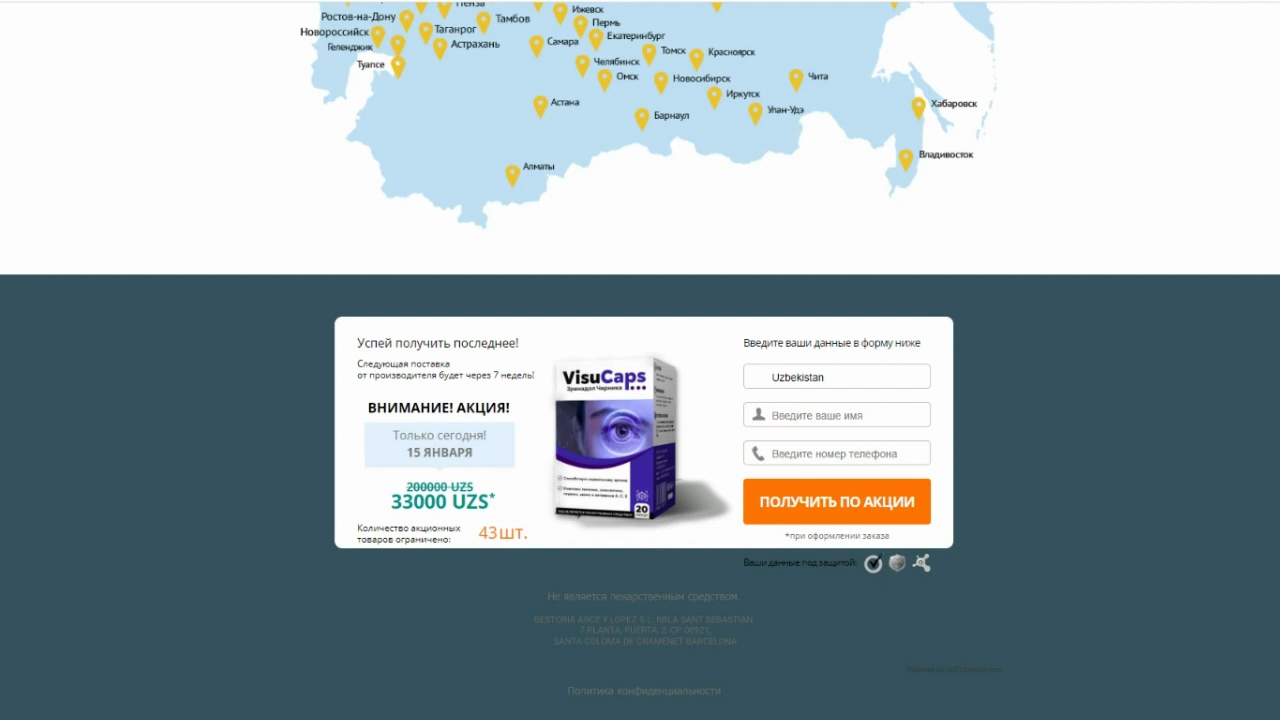 Пенза
Ижевск
Ростов-на-Дону
Тамбов
Пермь
Новороссийск
Таганрог
Екатеринбург
Геленджик
Астрахань
Самара
Томск
Красноярск
Туапсе
Челябинск
Омск
Новосибирск
Чита
Иркутск
Астана
Улан-Удэ
Хабаровск
Барнаул
Владивосток
Алматы
Успей получить последнее!
Следующая поставка
от производителя будет через 7 недель!
ВНИМАНИЕ! АКЦИЯ!
Только сегодня!
15 ЯНВАРЯ
200000 UZS
33000 UZS*
Количество акционных
товаров ограничено:
43шт.
VisuCaps
20
Введите ваши данные в форму ниже
Uzbekistan
Введите ваше имя
Введите номер телефона
ПОЛУЧИТЬ ПО АКЦИИ
*при оформлении заказа
Ваши данные под защитой:
Не является лекарственным средством.
GESTORIA ARCE Y LOPEZ S.L. RBLA SANT SEBASTIAN
7 PLANTA, PUERTA, 2, CP 08921,
SANTA COLOMA DE GRAMENET BARCELONA
Политика конфиденциальности